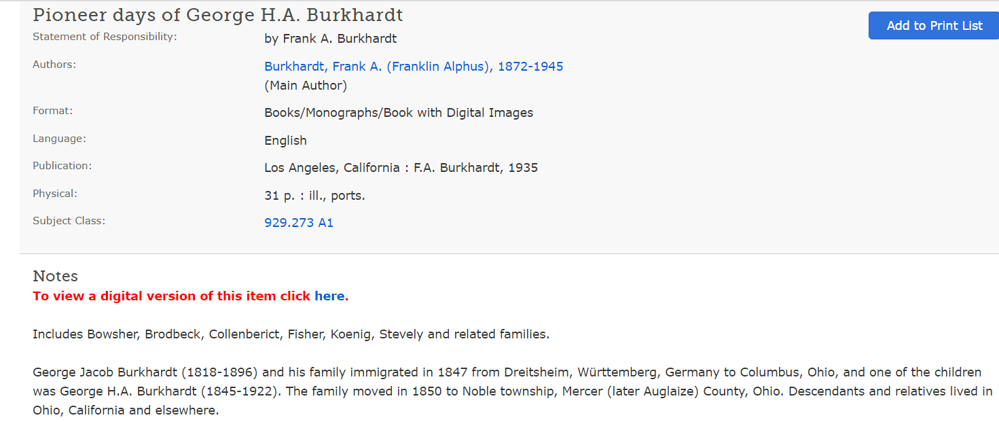 Pioneer days of George H.A. Burkhardt
Add to Print List
Statement of Responsibility:
by Frank A. Burkhardt
Authors:
Burkhardt, Frank A. (Franklin Alphus), 1872-1945
(Main Author)
Format:
Books/Monographs/Book with Digital Images
Language:
English
Publication:
Los Angeles, California : F.A. Burkhardt, 1935
Physical:
31 p. : ill., ports.
Subject Class:
929.273 A1
Notes
To view a digital version of this item click here.
Includes Bowsher, Brodbeck, Collenberict, Fisher, Koenig, Stevely and related families.
George Jacob Burkhardt (1818-1896) and his family immigrated in 1847 from Dreitsheim, Württemberg, Germany to Columbus, Ohio, and one of the children
was George H.A. Burkhardt (1845-1922). The family moved in 1850 to Noble township, Mercer (later Auglaize) County, Ohio. Descendants and relatives lived in
Ohio, California and elsewhere.